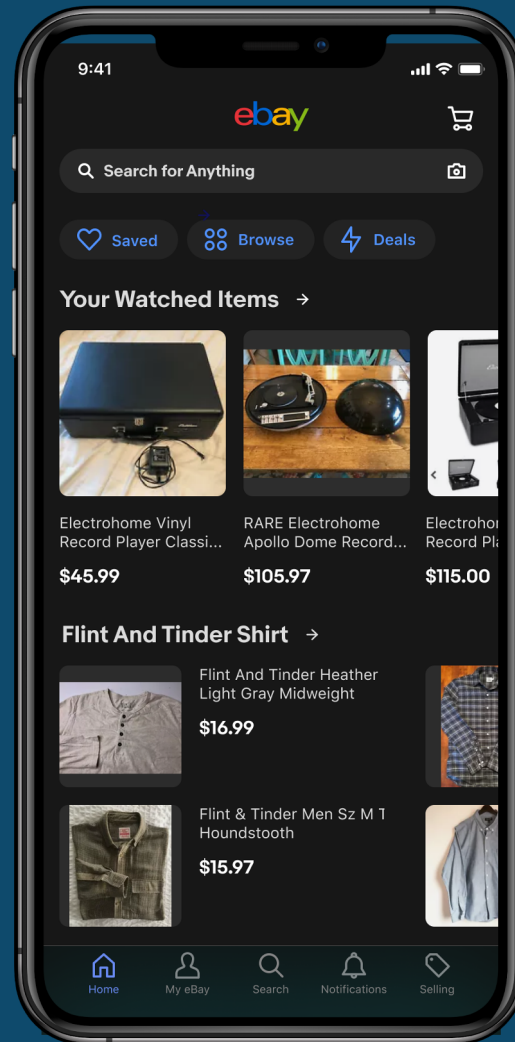 9:41
ebay
Search for Anything
Saved
Browse
Deals
Your Watched Items →
Electrohome Vinyl
Record Player Classi...
$45.99
RARE Electrohome
Apollo Dome Record...
$105.97
Electrohor
Record Pla
$115.00
Flint And Tinder Shirt →
Flint And Tinder Heather
Light Gray Midweight
$16.99
Flint & Tinder Men Sz M T
Houndstooth
$15.97
Home
My eBay
Search
Notifications
Selling